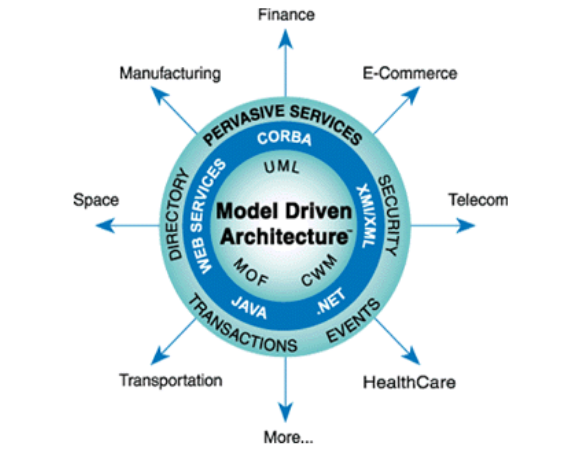 Finance
Manufacturing
E-Commerce
PERVASIVE SERVICES
CORBA
UML
DIRECTORY
WEB SERVICES
XMI/XML
SECURITY
Space
Telecom
Model Driven
Architecture™
MOF
CWM
JAVA
.NET
TRANSACTIONS
EVENTS
Transportation
HealthCare
More...